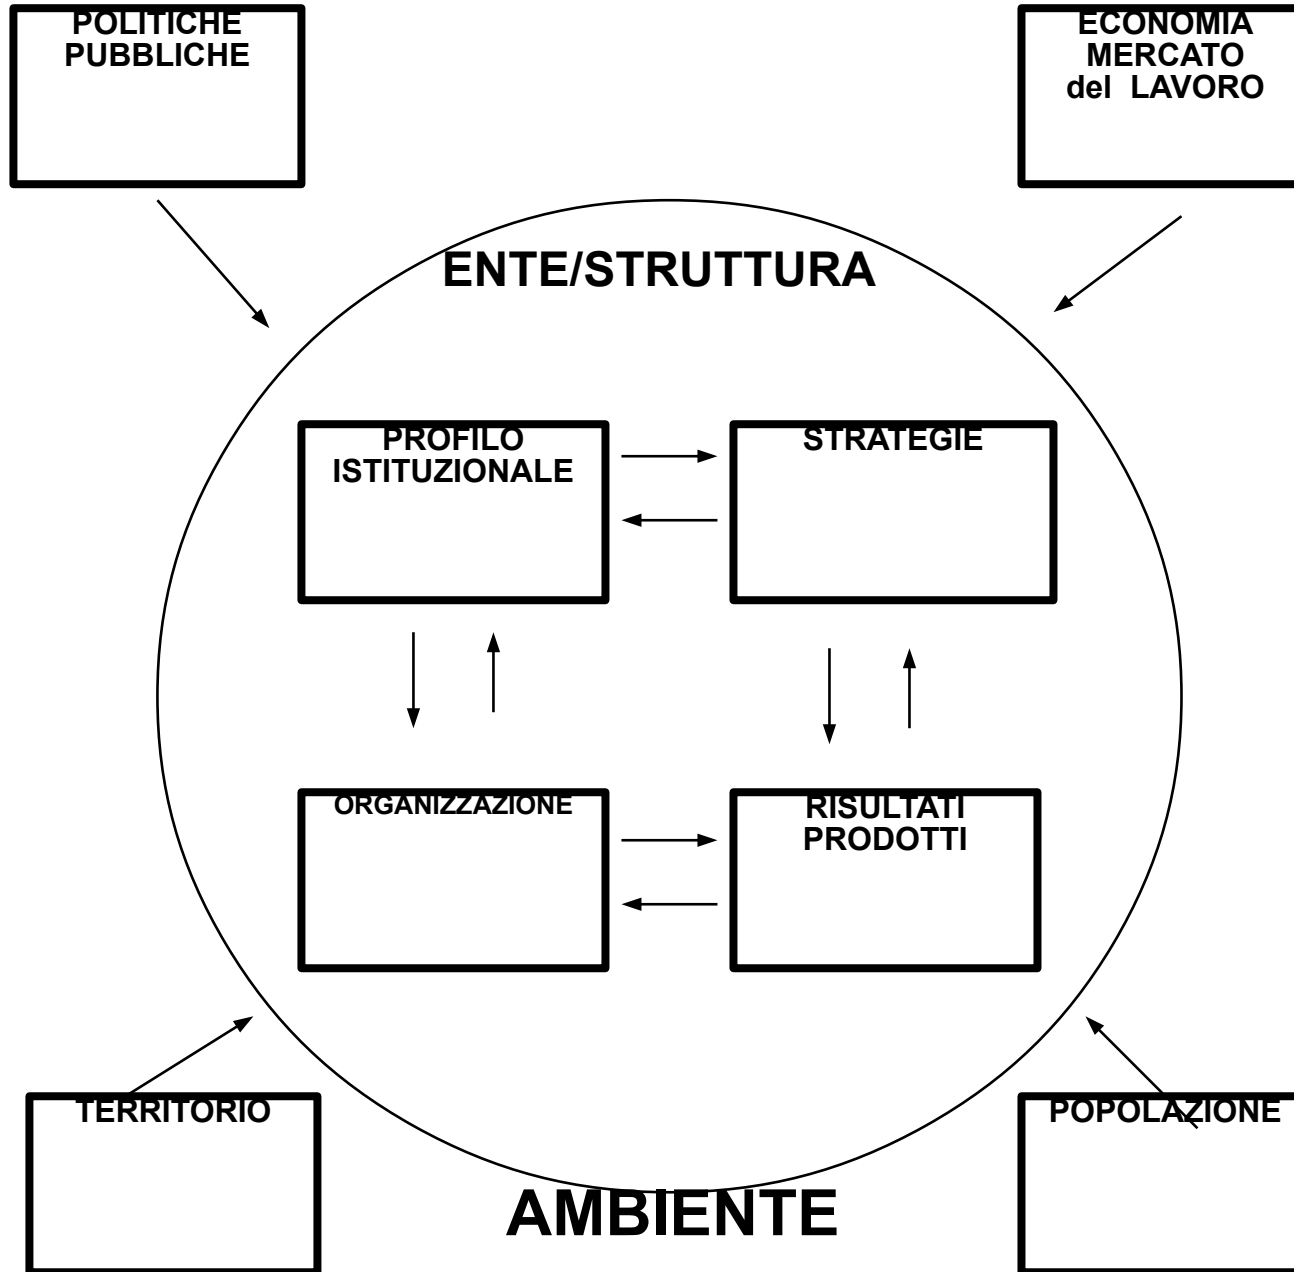 POLITICHE
PUBBLICHE
ECONOMIA
MERCATO
del LAVORO
ENTE/STRUTTURA
PROFILO
ISTITUZIONALE
STRATEGIE
ORGANIZZAZIONE
RISULTATI
PRODOTTI
TERRITORIO
POPOLAZIONE
AMBIENTE